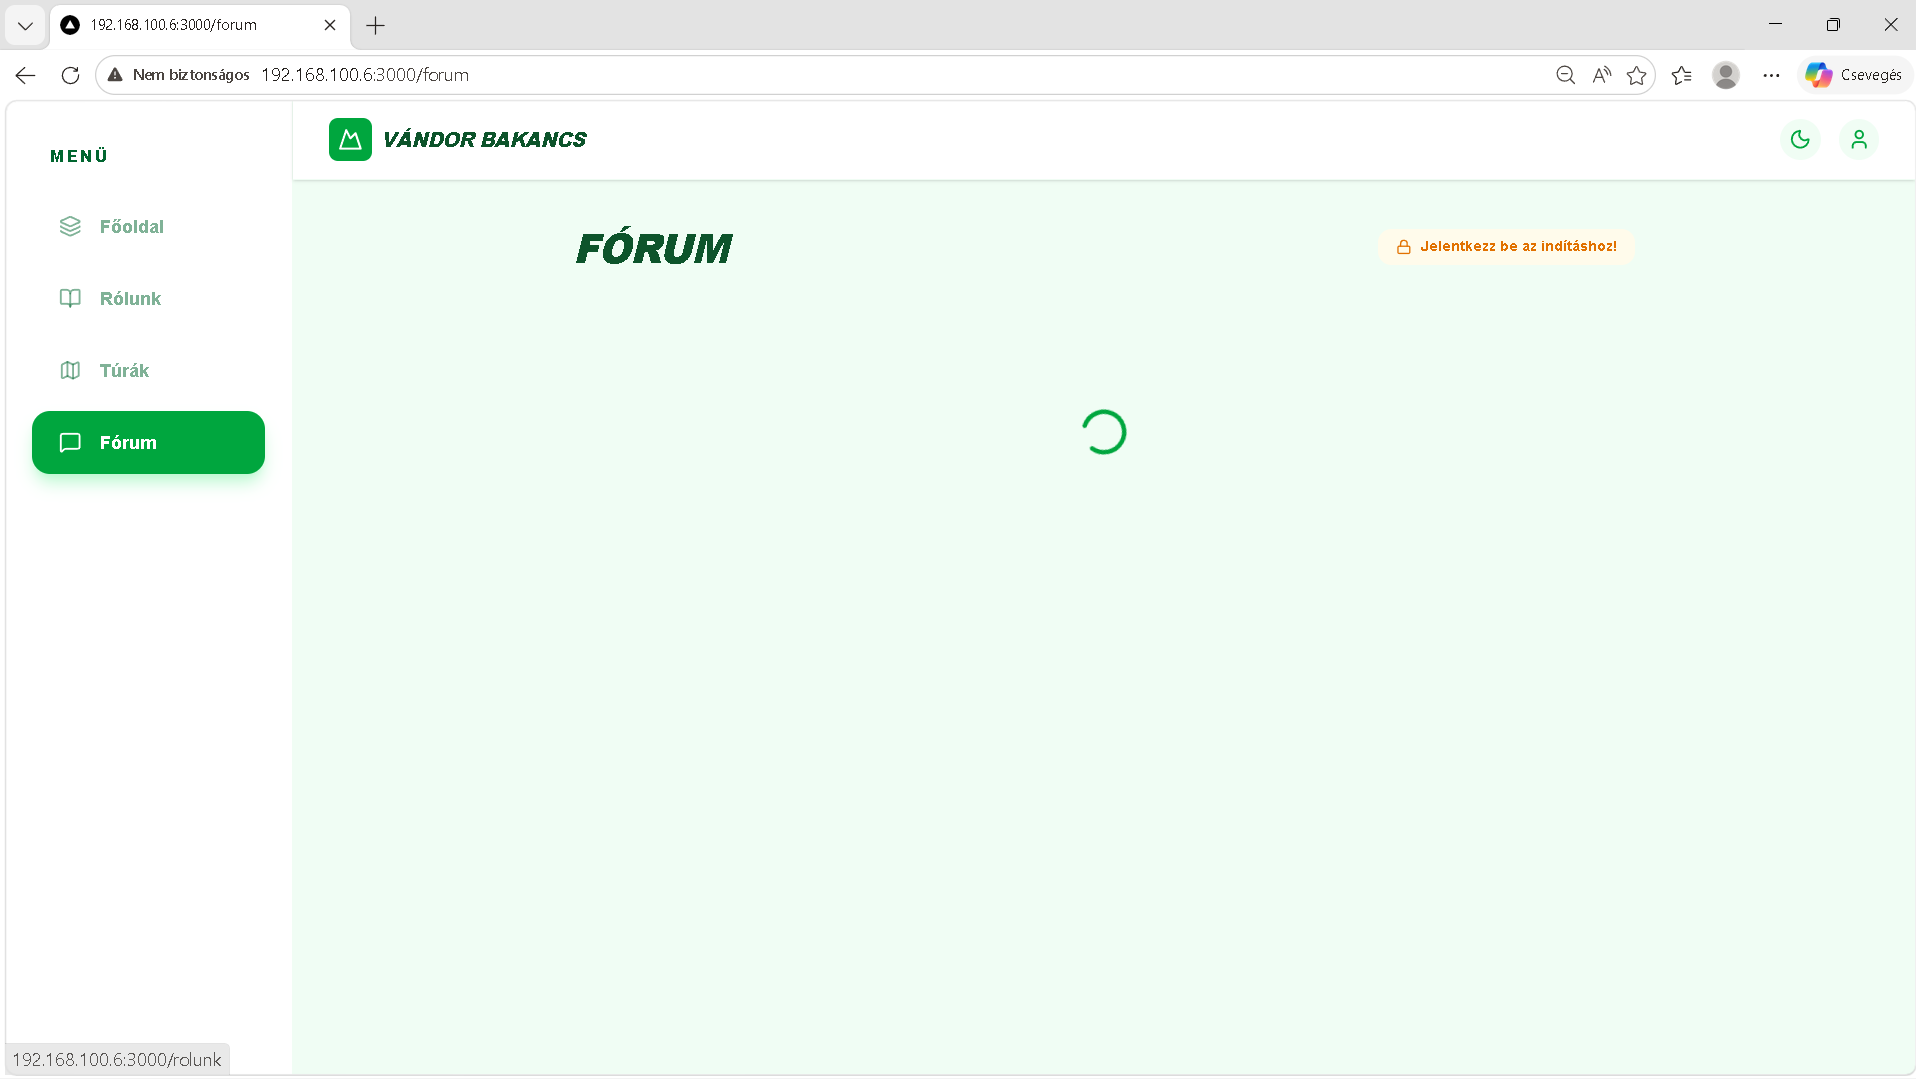 192.168.100.6:3000/forum
Nem biztonságos 192.168.100.6:3000/forum
Csevegés
MENÜ
Főoldal
Rólunk
Túrák
Fórum
VÁNDOR BAKANCS
FÓRUM
Jelentkezz be az indításhoz!
192.168.100.6:3000/rolunk